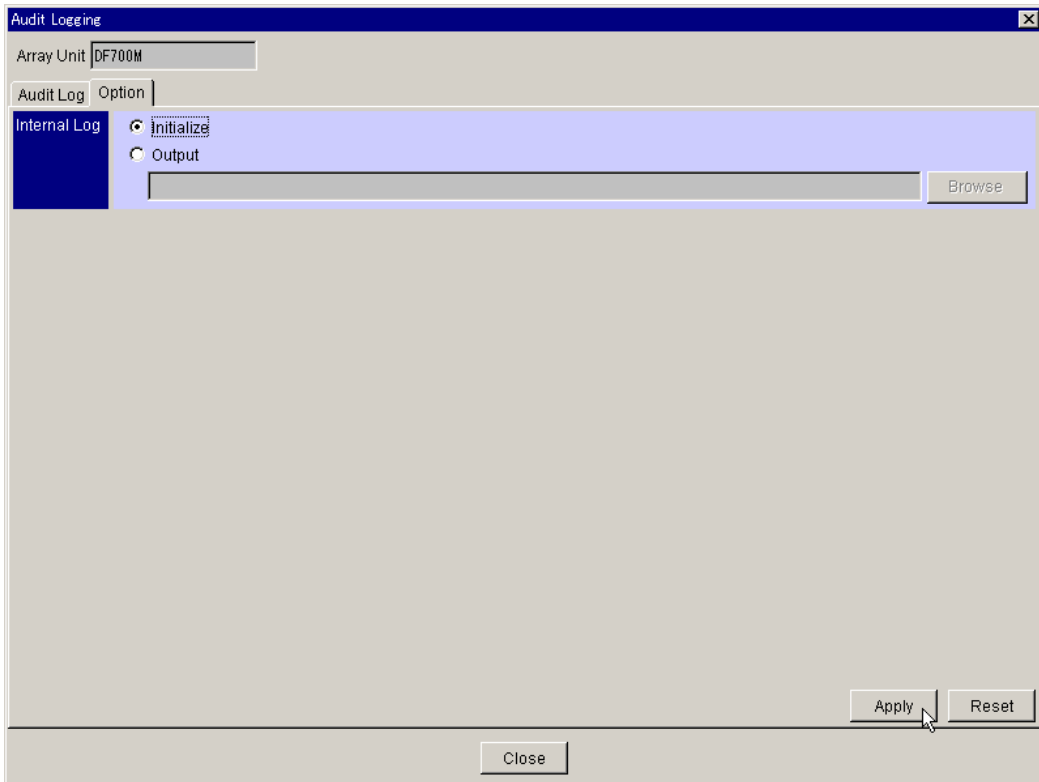 Audit Logging
Array Unit DF700M
Audit Log Option
Internal Log Initialize
Output
Browse
Apply Reset
Close